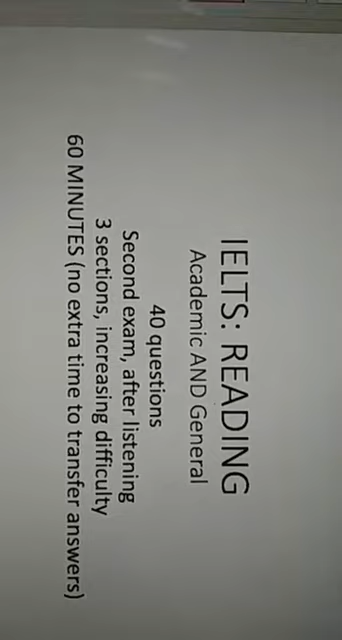 IELTS: READING
Academic AND General
40 questions
Second exam, after listening
3 sections, increasing difficulty
60 MINUTES (no extra time to transfer answers)